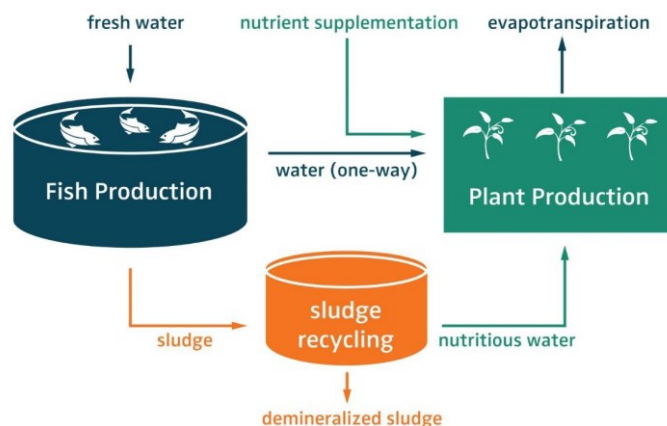 fresh water
nutrient supplementation
evapotranspiration
Fish Production
water (one-way)
Plant Production
sludge
sludge
recycling
nutritious water
demineralized sludge